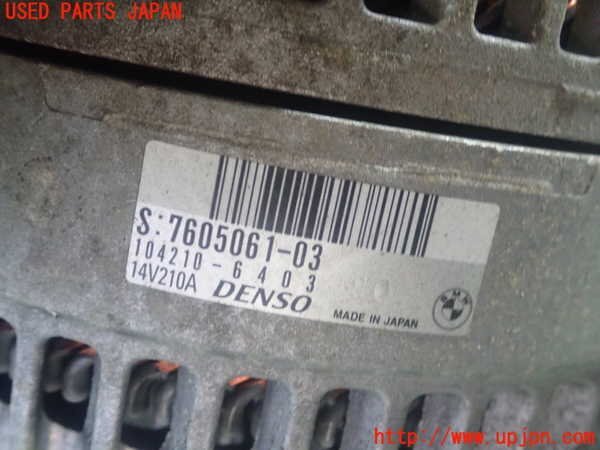 USED PARTS JAPAN
S:7605061-03
104210-6403
14V210A DENSO
MADE IN JAPAN
BMW
http://www.upjpn.com